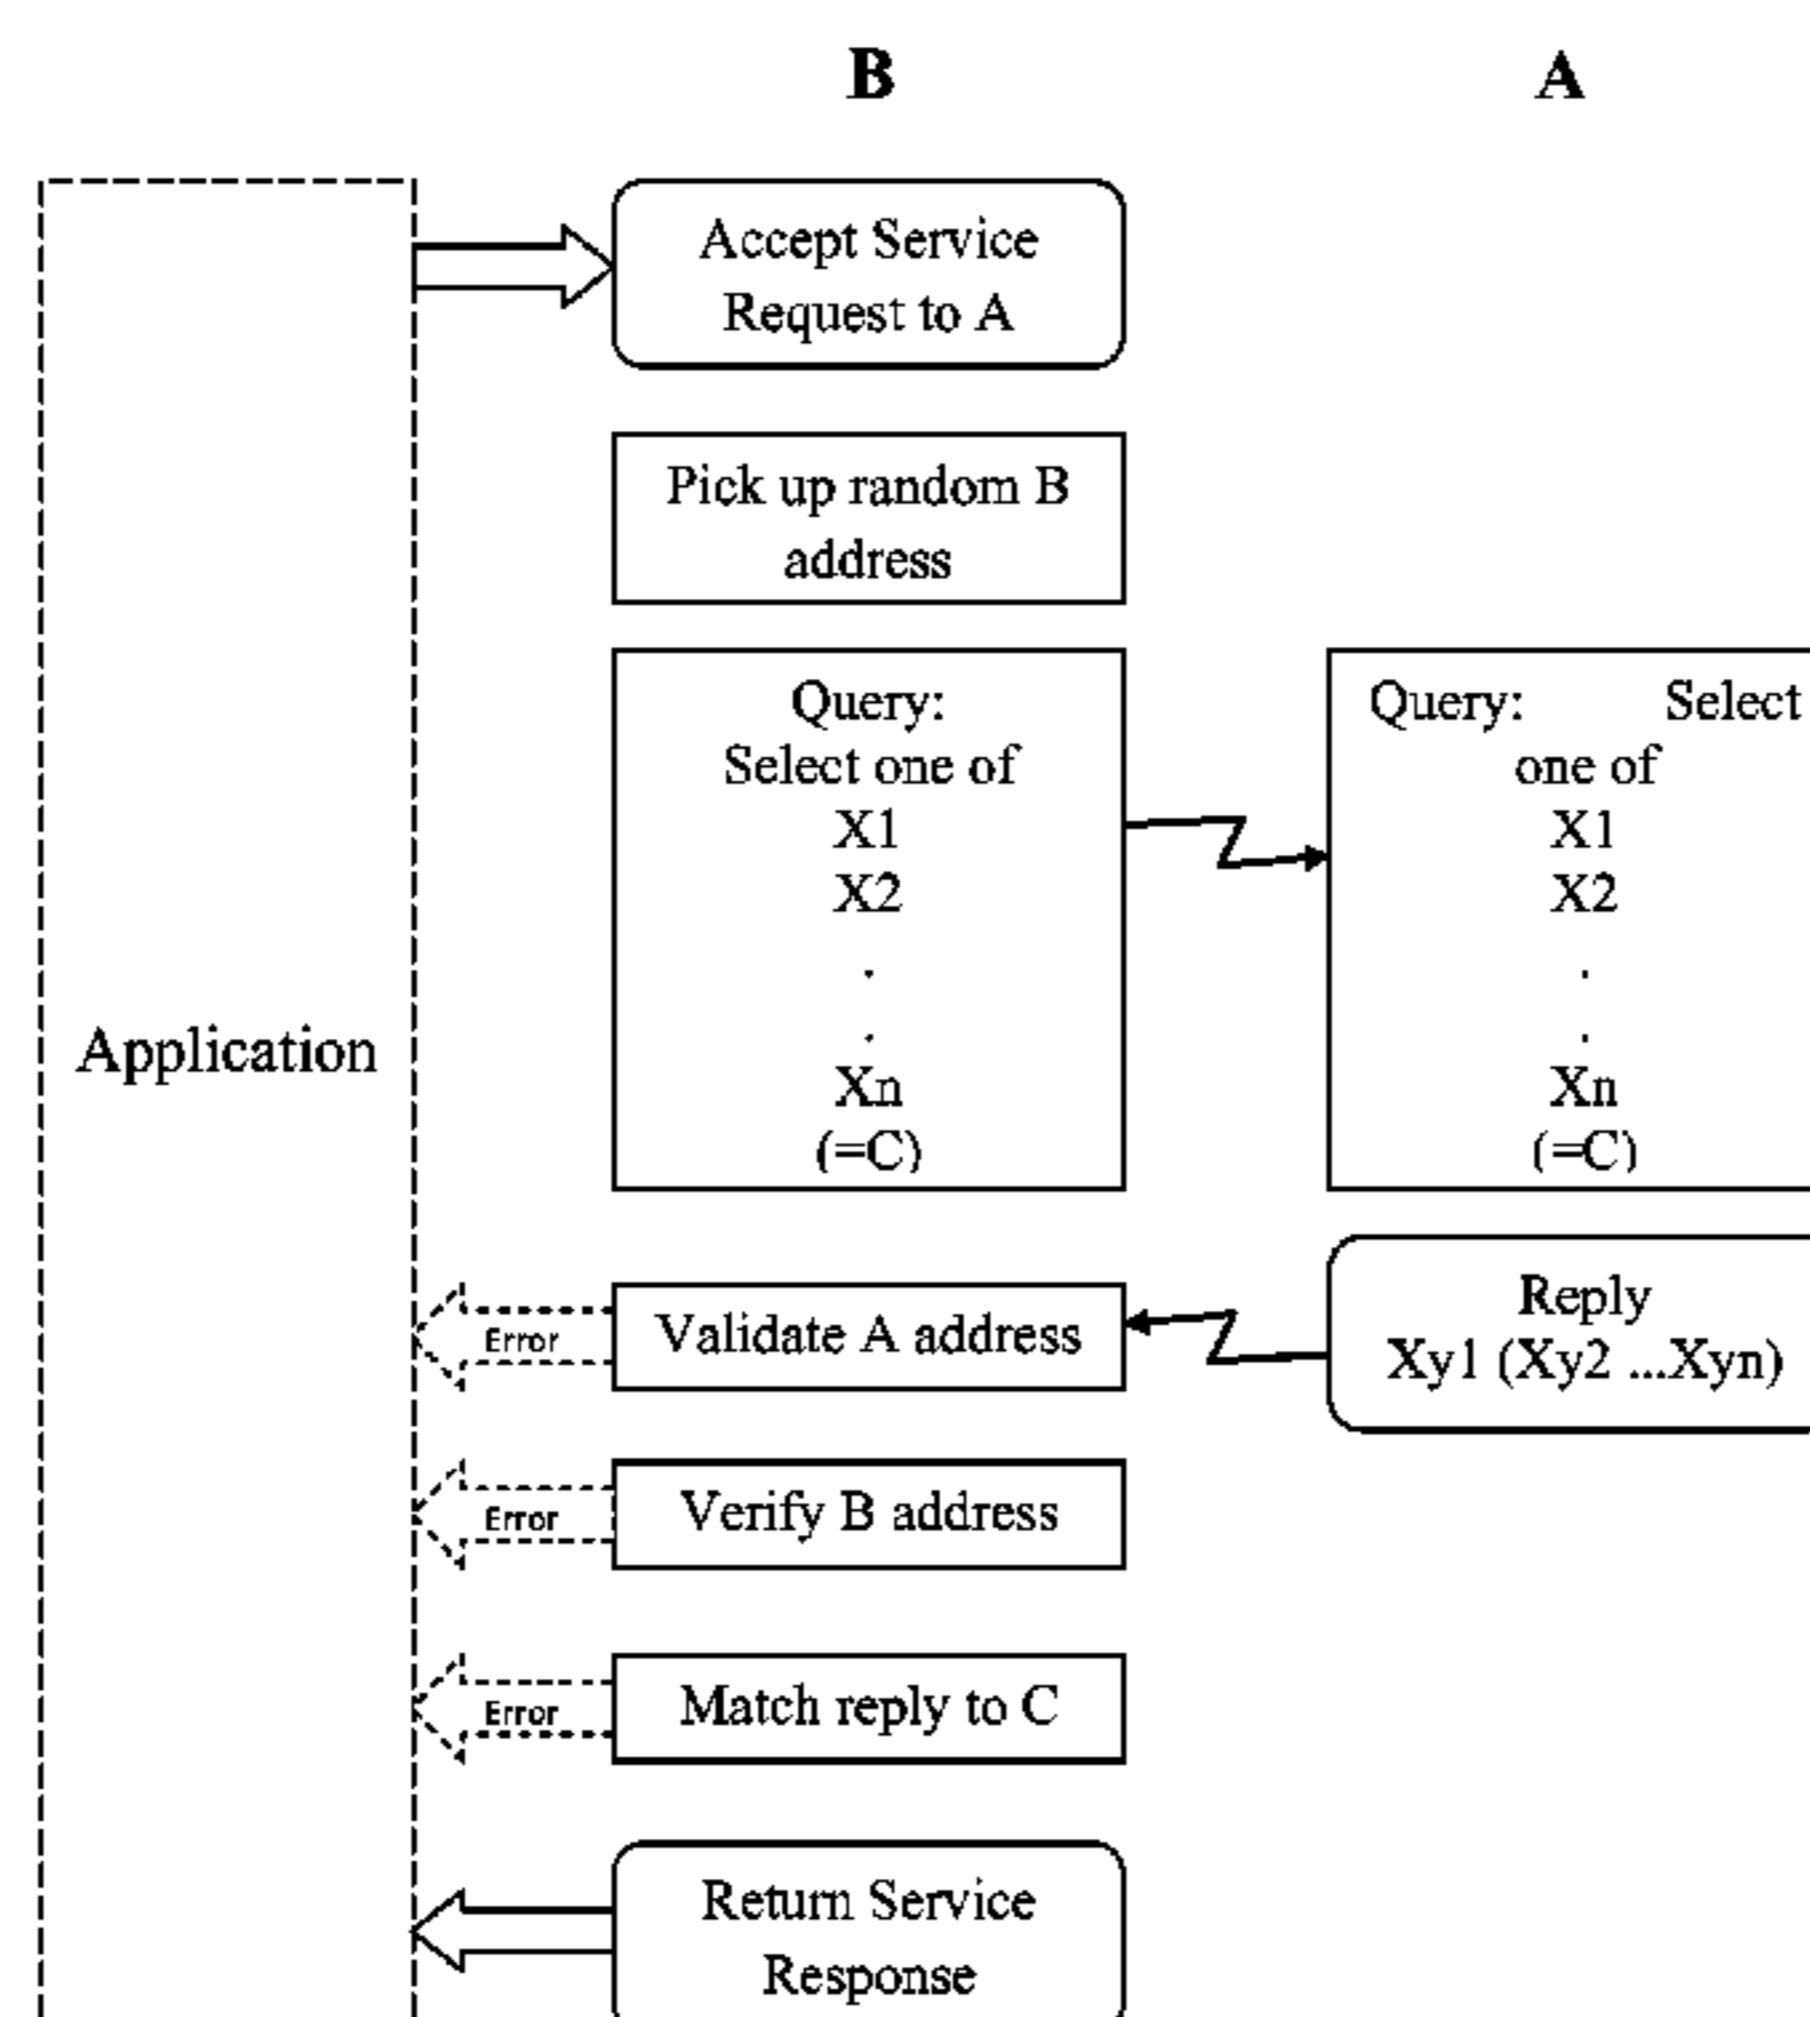 B
A
Accept Service
Request to A
Pick up random B
address
Query:
Select one of
X1
X2
.
.
Xn
(=C)
Query: Select
one of
X1
X2
.
.
Xn
(=C)
Application
Reply
Xy1 (Xy2 ...Xyn)
Error
Validate A address
Error
Verify B address
Error
Match reply to C
Return Service
Response